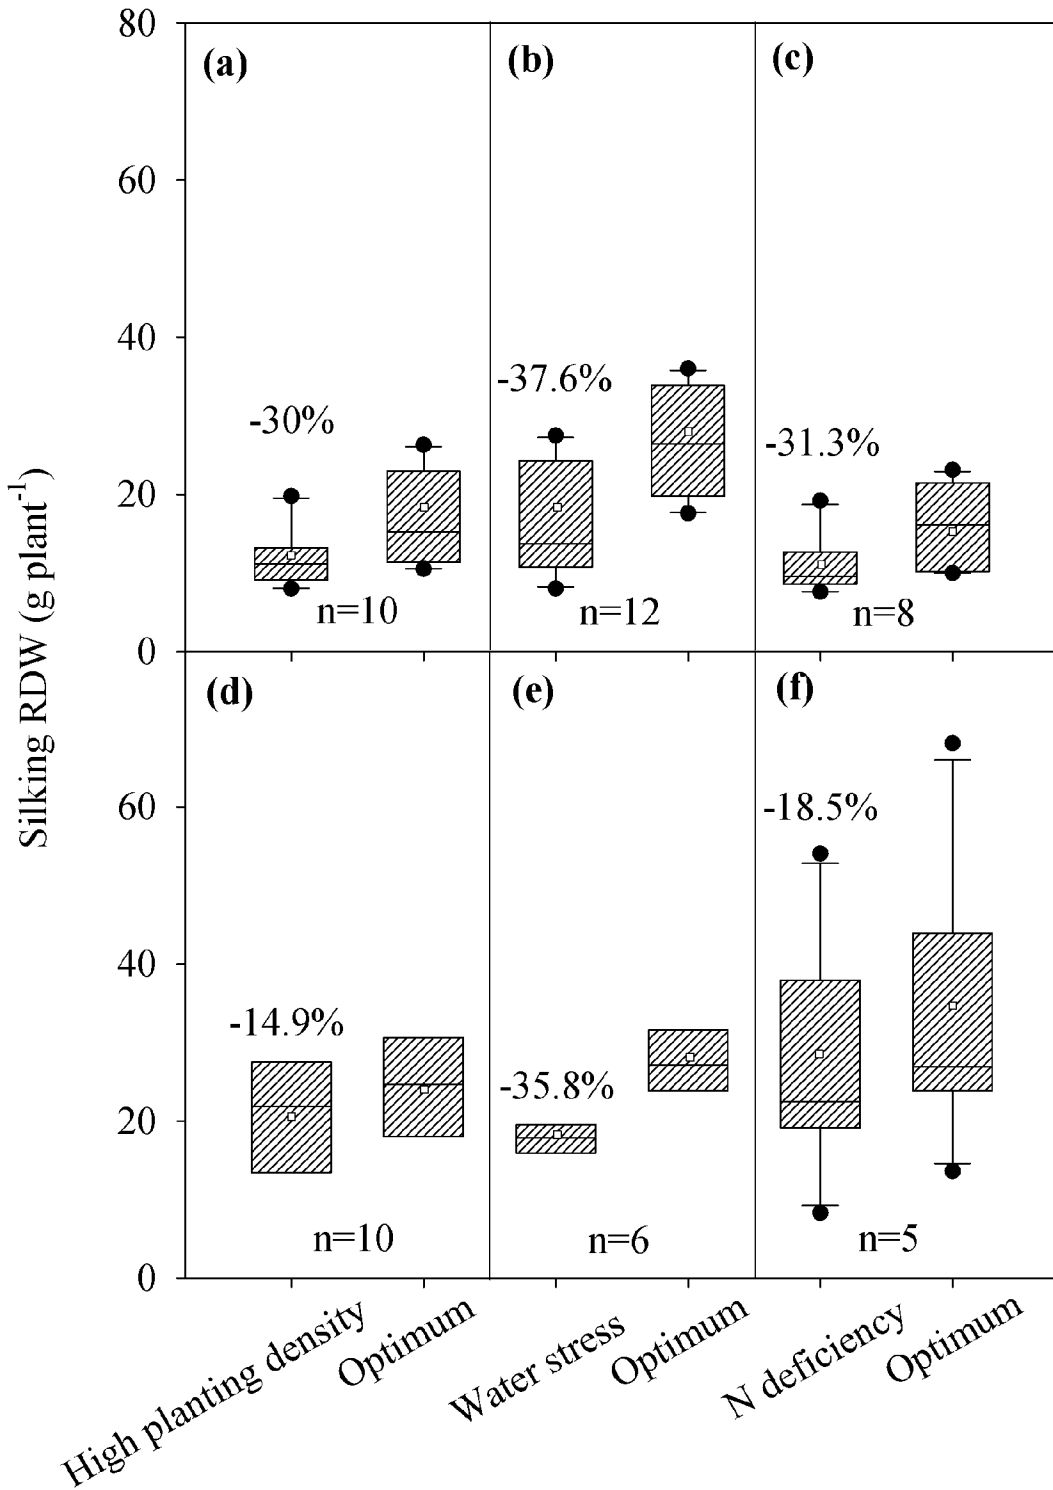 Silking RDW (g plant-1)
80
60
40
20
0
60
40
20
0
(a)
-30%
n=10
(b)
-37.6%
n=12
(c)
-31.3%
n=8
(d)
-14.9%
n=10
(e)
-35.8%
n=6
(f)
-18.5%
n=5
High planting density
Optimum
Water stress
Optimum
N deficiency
Optimum